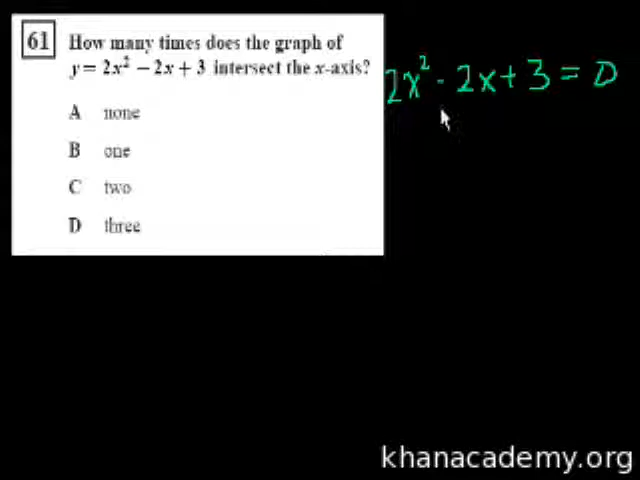 61 How many times does the graph of
y = 2x² − 2x + 3 intersect the x-axis?
2x² - 2x + 3 = 0
A none
B one
C two
D three
khanacademy.org